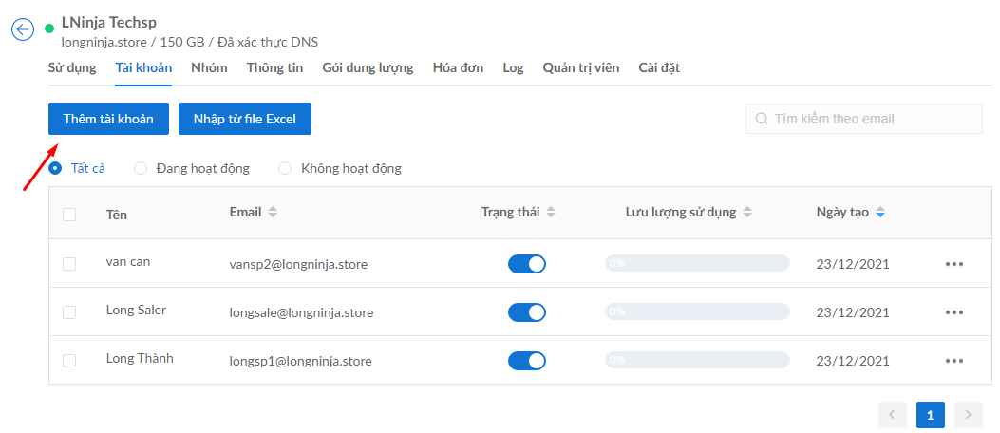 LNinja Techsp
longninja.store / 150 GB / Đã xác thực DNS
Sử dụng Tài khoản Nhóm Thông tin Gói dung lượng Hóa đơn Log Quản trị viên Cài đặt
Thêm tài khoản Nhập từ file Excel Tìm kiếm theo email
Tất cả Đang hoạt động Không hoạt động
Tên Email Trạng thái Lưu lượng sử dụng Ngày tạo
van can vansp2@longninja.store 0% 23/12/2021
Long Saler longsale@longninja.store 0% 23/12/2021
Long Thành longsp1@longninja.store 0% 23/12/2021
1